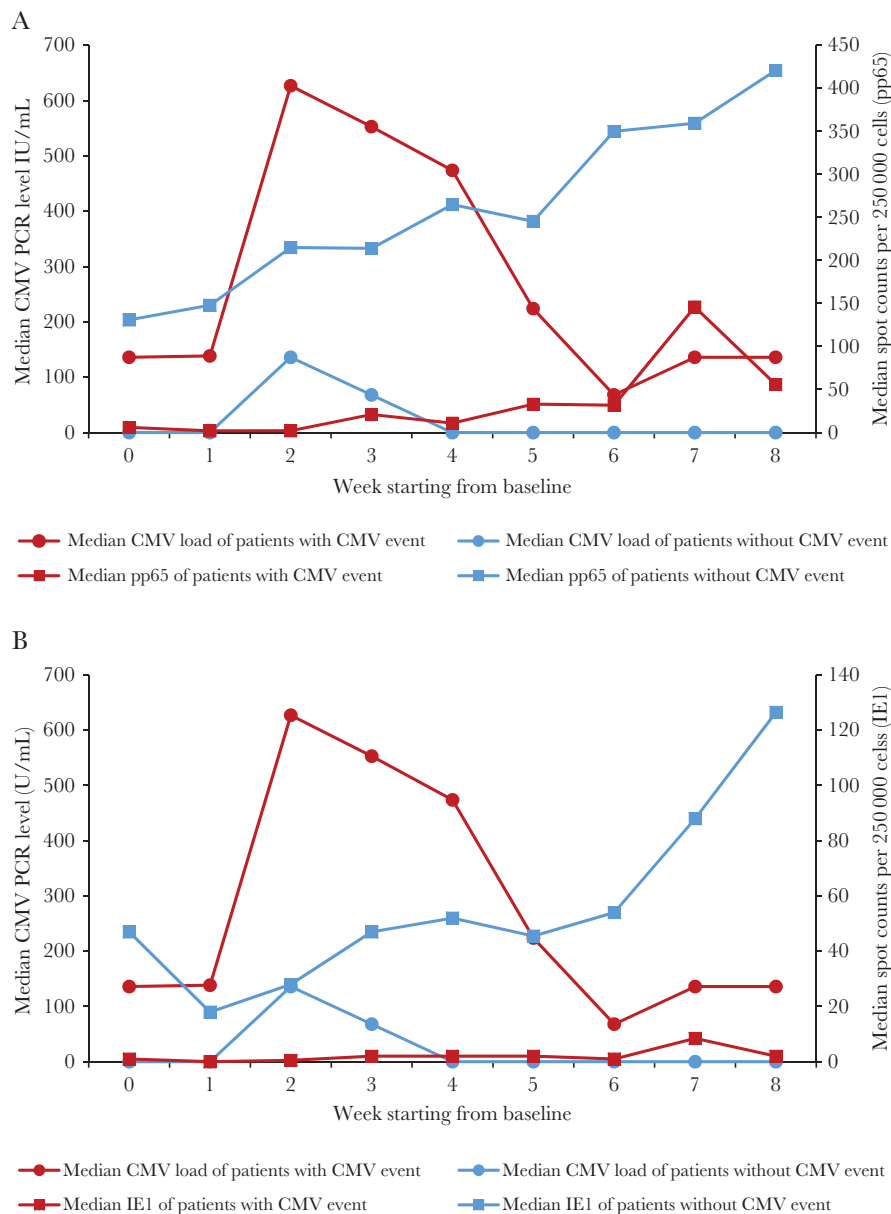 A
700
600
500
400
300
200
100
0
Median CMV PCR level IU/mL
450
400
350
300
250
200
150
100
50
0
Median spot counts per 250 000 cells (pp65)
0 1 2 3 4 5 6 7 8
Week starting from baseline
Median CMV load of patients with CMV event
Median CMV load of patients without CMV event
Median pp65 of patients with CMV event
Median pp65 of patients without CMV event
B
700
600
500
400
300
200
100
0
Median CMV PCR level (U/mL)
140
120
100
80
60
40
20
0
Median spot counts per 250 000 celss (IE1)
0 1 2 3 4 5 6 7 8
Week starting from baseline
Median CMV load of patients with CMV event
Median CMV load of patients without CMV event
Median IE1 of patients with CMV event
Median IE1 of patients without CMV event